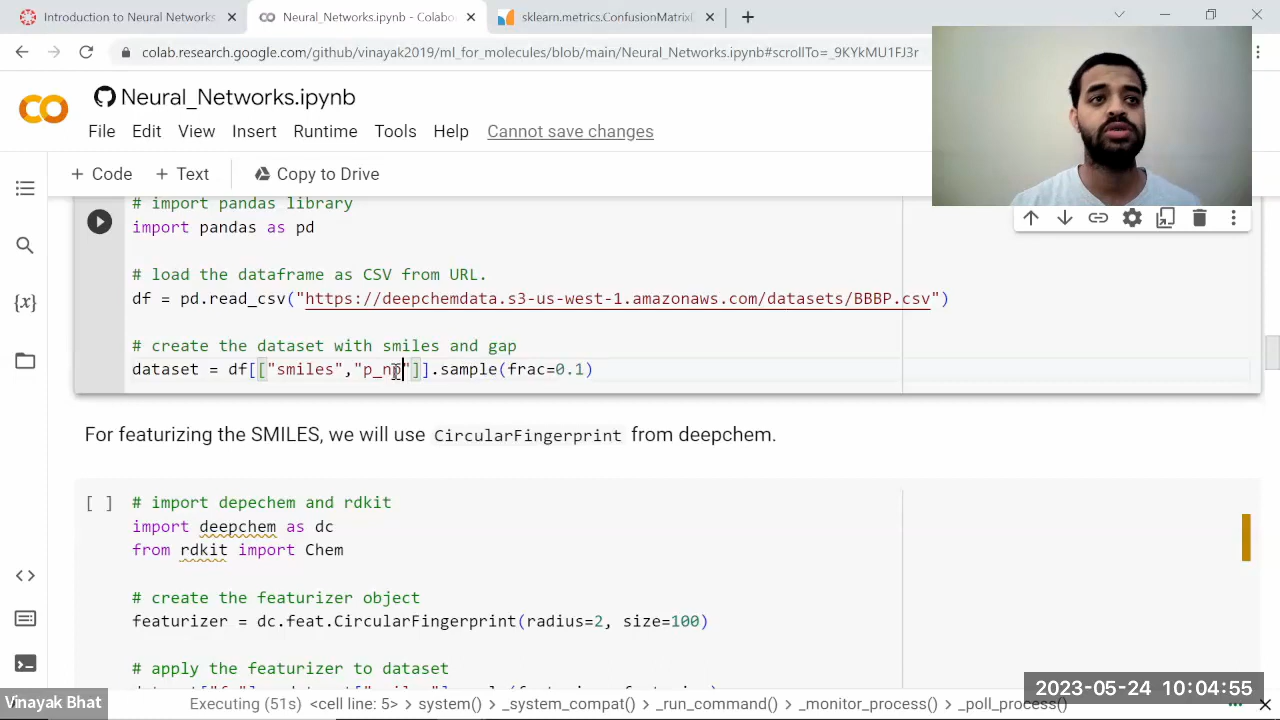 Introduction to Neural Network
Neural_Networks.ipynb - Colabo
sklearn.metrics.ConfusionMatrixD
colab.research.google.com/github/vinayak2019/ml_for_molecules/blob/main/Neural_Networks.ipynb#scrollTo=_9KYkMU1FJ3r
Neural_Networks.ipynb
File Edit View Insert Runtime Tools Help Cannot save changes
+ Code + Text Copy to Drive
# import pandas library
import pandas as pd
# load the dataframe as CSV from URL.
df = pd.read_csv("https://deepchemdata.s3-us-west-1.amazonaws.com/datasets/BBBP.csv")
# create the dataset with smiles and gap
dataset = df[["smiles","p_np"]].sample(frac=0.1)
For featurizing the SMILES, we will use CircularFingerprint from deepchem.
[ ] # import depechem and rdkit
import deepchem as dc
from rdkit import Chem
# create the featurizer object
featurizer = dc.feat.CircularFingerprint(radius=2, size=100)
# apply the featurizer to dataset
2023-05-24 10:04:55
Vinayak Bhat
Executing (51s) <cell line: 5> system() _system_compat() _run_command() _monitor_process() _poll_process()